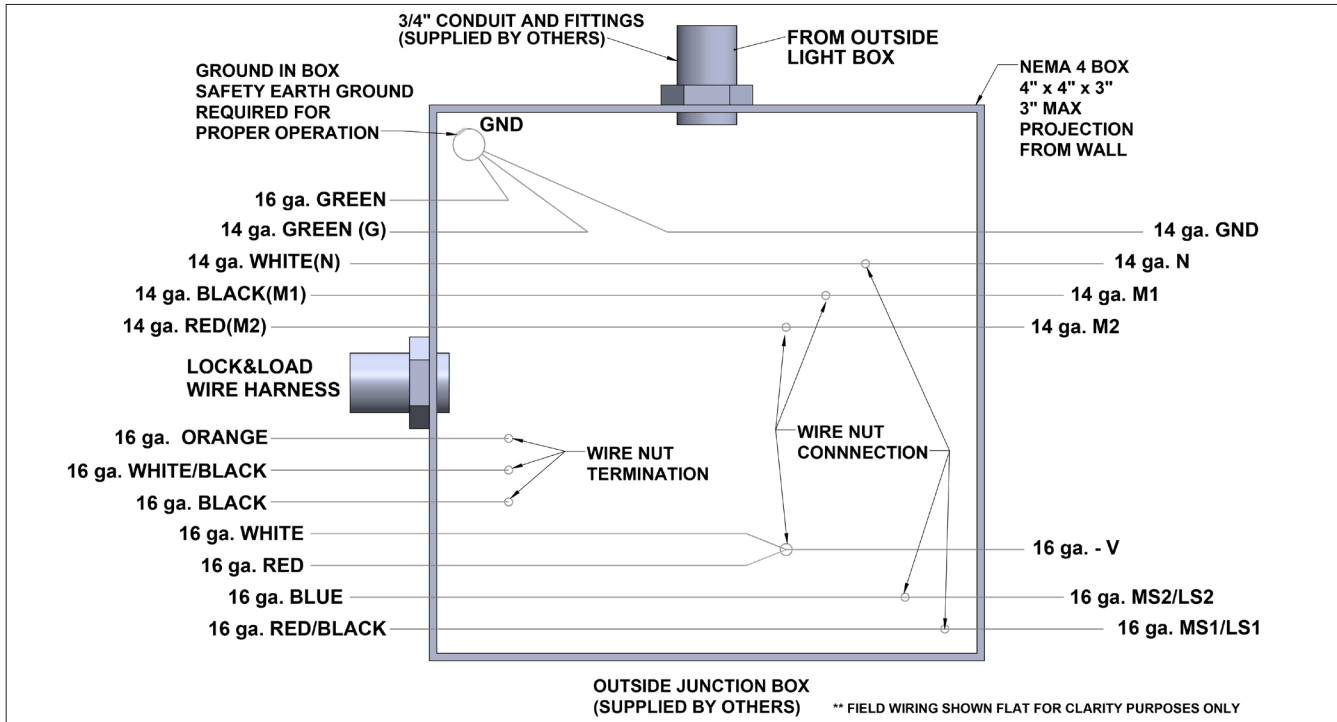 3/4" CONDUIT AND FITTINGS
(SUPPLIED BY OTHERS)
FROM OUTSIDE
LIGHT BOX
GROUND IN BOX
SAFETY EARTH GROUND
REQUIRED FOR
PROPER OPERATION
GND
NEMA 4 BOX
4" x 4" x 3"
3" MAX
PROJECTION
FROM WALL
16 ga. GREEN
14 ga. GREEN (G)
14 ga. GND
14 ga. WHITE(N)
14 ga. N
14 ga. BLACK(M1)
14 ga. M1
14 ga. RED(M2)
14 ga. M2
LOCK&LOAD
WIRE HARNESS
16 ga. ORANGE
16 ga. WHITE/BLACK
16 ga. BLACK
WIRE NUT
TERMINATION
WIRE NUT
CONNNECTION
16 ga. WHITE
16 ga. RED
16 ga. - V
16 ga. BLUE
16 ga. MS2/LS2
16 ga. RED/BLACK
16 ga. MS1/LS1
OUTSIDE JUNCTION BOX
(SUPPLIED BY OTHERS)
** FIELD WIRING SHOWN FLAT FOR CLARITY PURPOSES ONLY